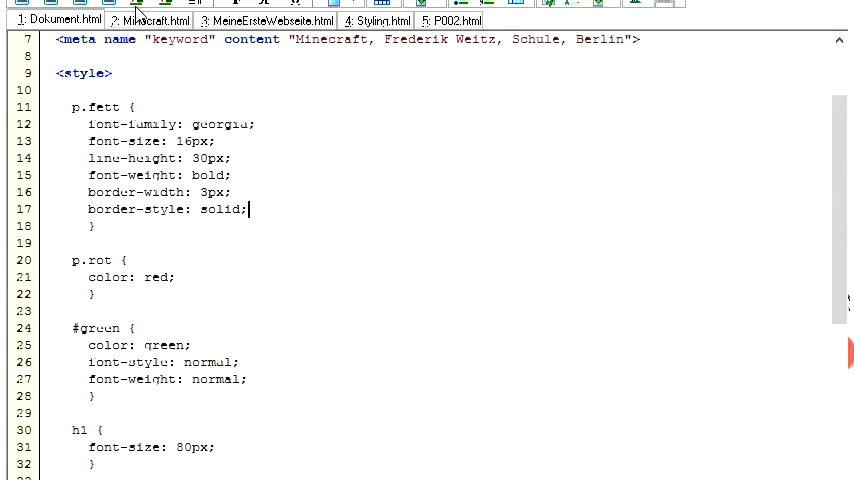 1: Dokument.html 2: Minecraft.html 3: MeineErsteWebseite.html 4: Styling.html 5: P002.html
7 <meta name "keyword" content "Minecraft, Frederik Weitz, Schule, Berlin">
8
9 <style>
10
11 p.fett {
12 font-family: georgia;
13 font-size: 16px;
14 line-height: 30px;
15 font-weight: bold;
16 border-width: 3px;
17 border-style: solid;
18 }
19
20 p.rot {
21 color: red;
22 }
23
24 #green {
25 color: green;
26 font-style: normal;
27 font-weight: normal;
28 }
29
30 h1 {
31 font-size: 80px;
32 }